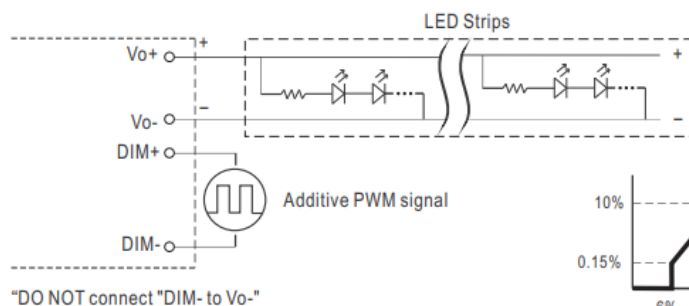 LED Strips
Vo+ + +
Vo- − −
DIM+
Additive PWM signal
DIM-
10%
0.15%
"DO NOT connect "DIM- to Vo-"